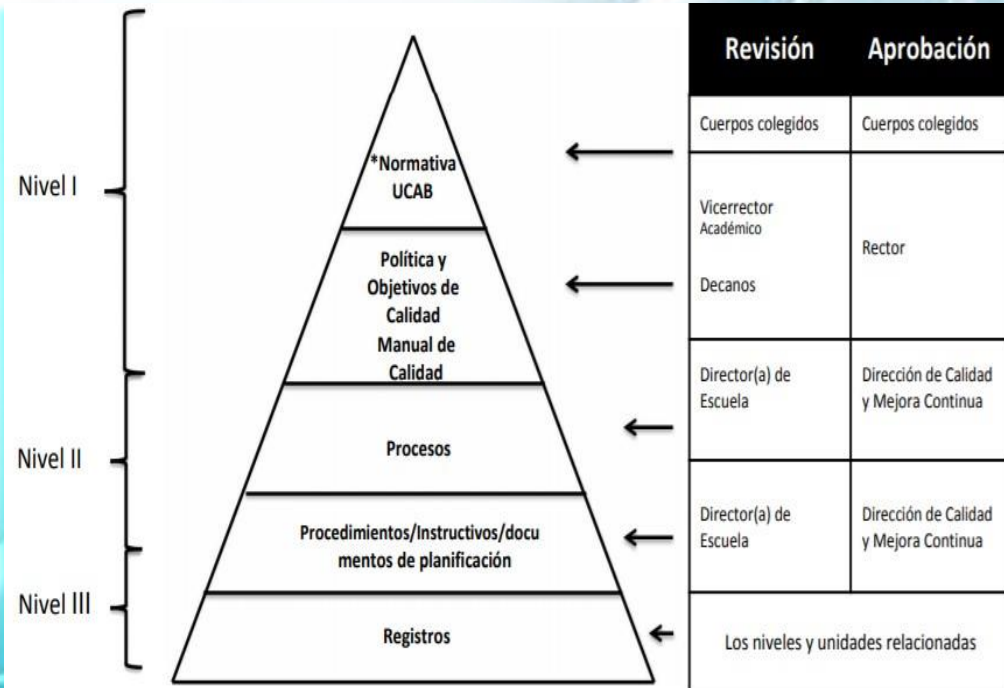 Nivel I
Nivel II
Nivel III
*Normativa
UCAB
Política y
Objetivos de
Calidad
Manual de
Calidad
Procesos
Procedimientos/Instructivos/docu
mentos de planificación
Registros
Revisión Aprobación
Cuerpos colegidos Cuerpos colegidos
Vicerrector
Académico
Decanos
Rector
Director(a) de
Escuela
Dirección de Calidad
y Mejora Continua
Director(a) de
Escuela
Dirección de Calidad
y Mejora Continua
Los niveles y unidades relacionadas